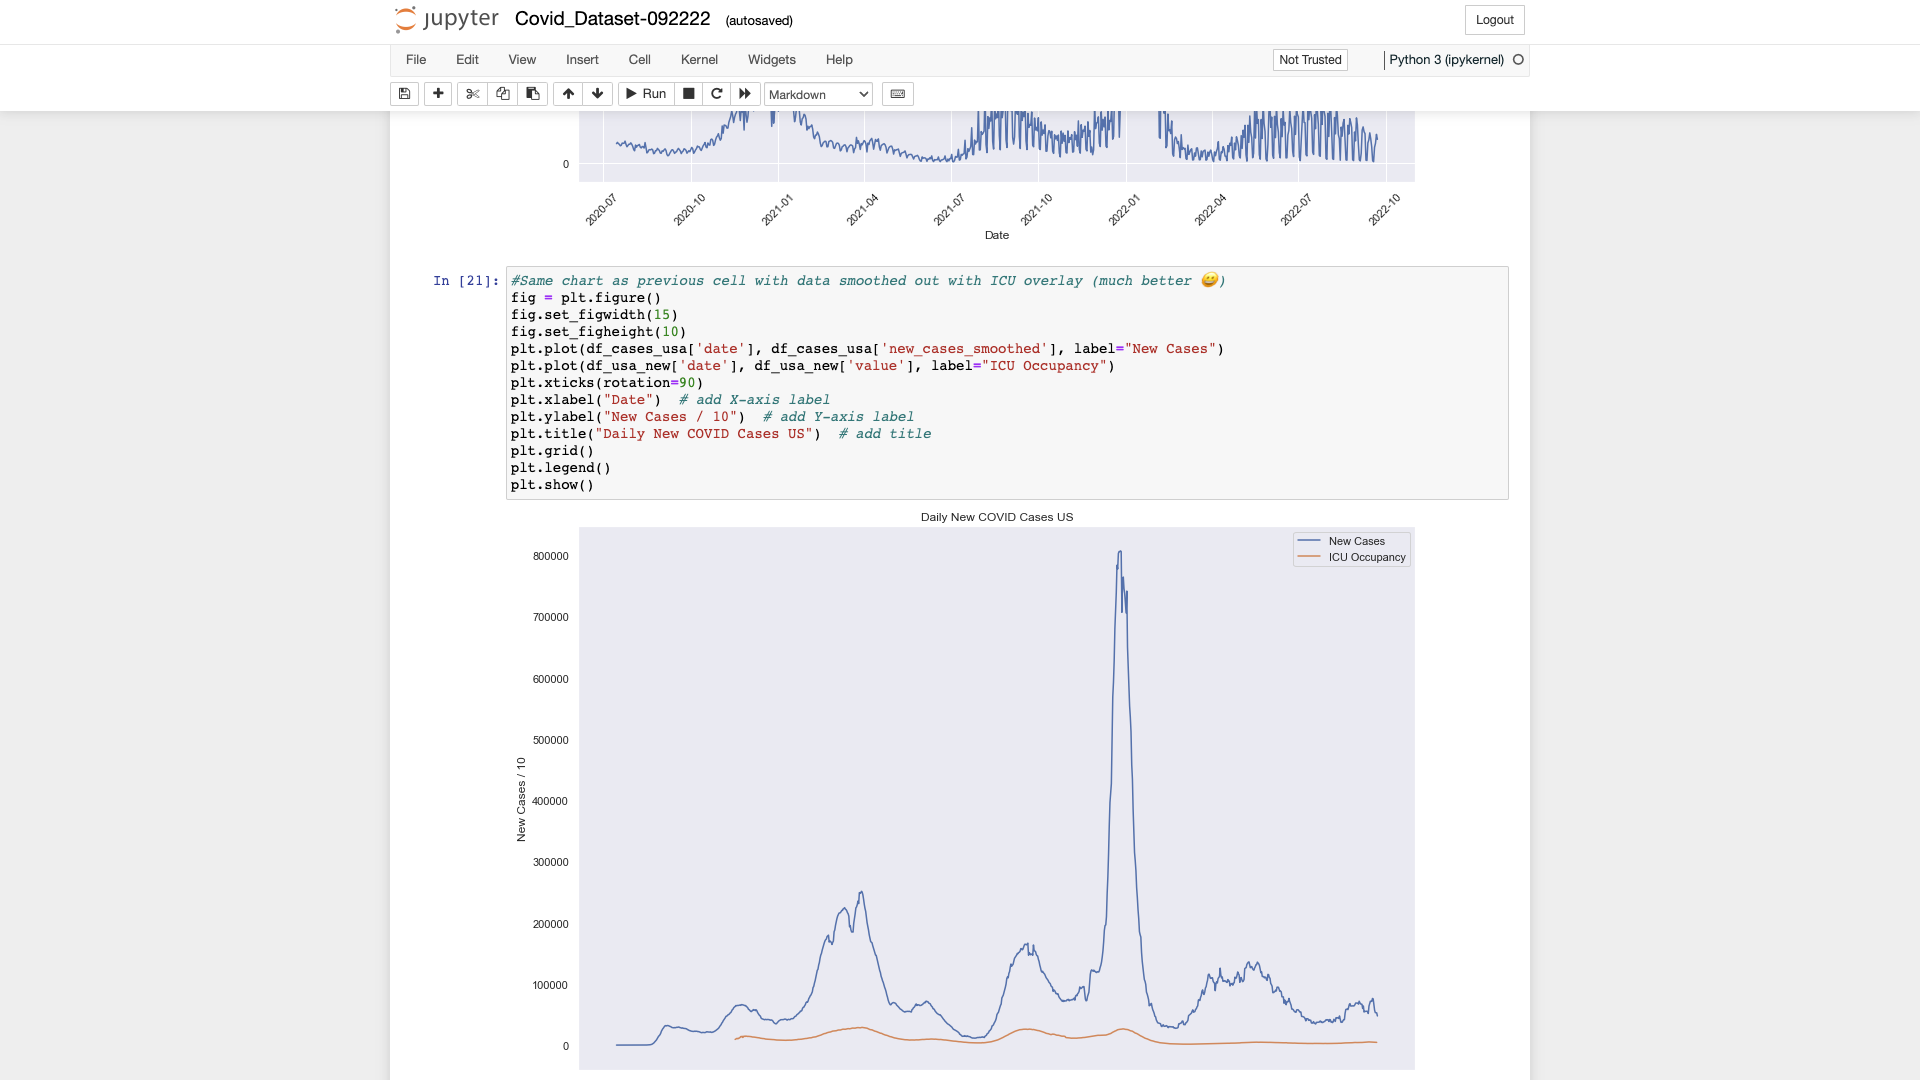 jupyter Covid_Dataset-092222 (autosaved) Logout
File Edit View Insert Cell Kernel Widgets Help Not Trusted Python 3 (ipykernel)
Run Markdown
0
2020-07 2020-10 2021-01 2021-04 2021-07 2021-10 2022-01 2022-04 2022-07 2022-10
Date
In [21]: #Same chart as previous cell with data smoothed out with ICU overlay (much better 😅)
fig = plt.figure()
fig.set_figwidth(15)
fig.set_figheight(10)
plt.plot(df_cases_usa['date'], df_cases_usa['new_cases_smoothed'], label="New Cases")
plt.plot(df_usa_new['date'], df_usa_new['value'], label="ICU Occupancy")
plt.xticks(rotation=90)
plt.xlabel("Date")  # add X-axis label
plt.ylabel("New Cases / 10")  # add Y-axis label
plt.title("Daily New COVID Cases US")  # add title
plt.grid()
plt.legend()
plt.show()
Daily New COVID Cases US
New Cases
ICU Occupancy
800000
700000
600000
500000
400000
300000
200000
100000
0
New Cases / 10